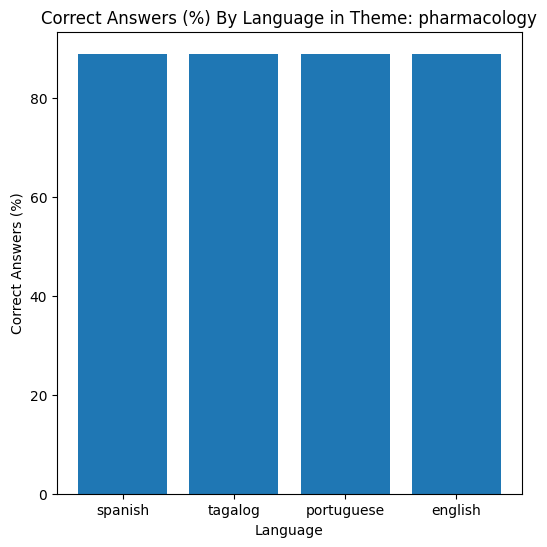 Correct Answers (%) By Language in Theme: pharmacology
Correct Answers (%)
80
60
40
20
0
spanish tagalog portuguese english
Language